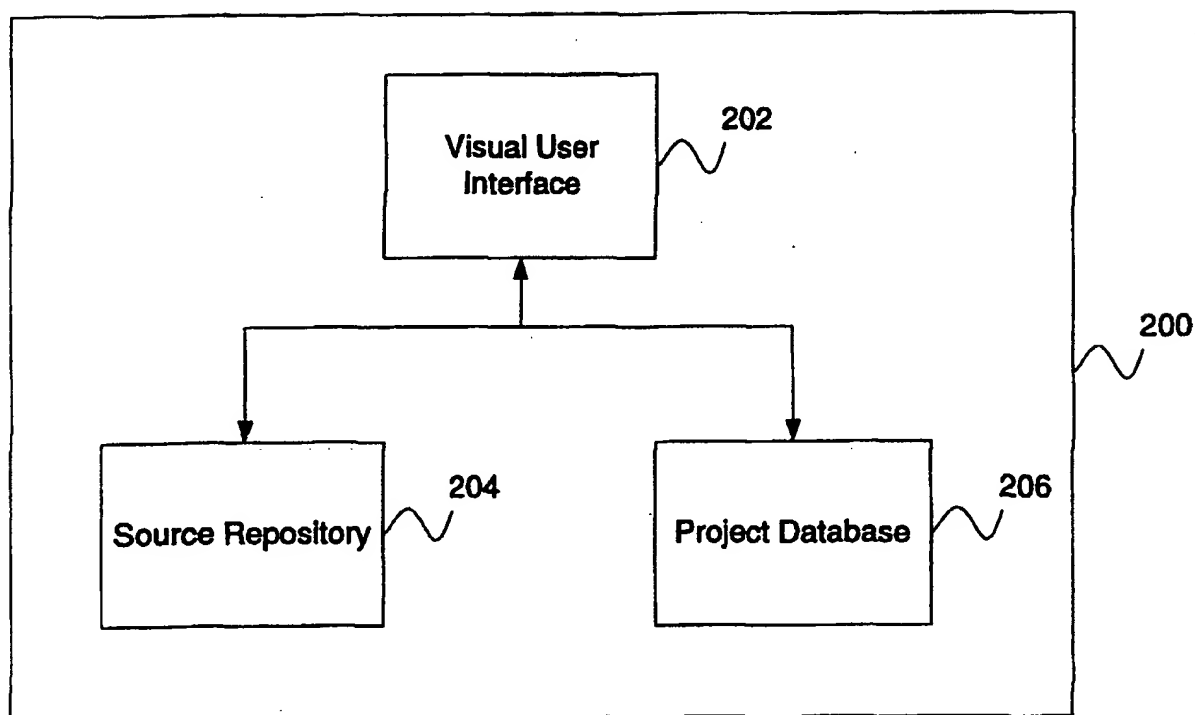 Visual User
Interface
202
200
Source Repository
204
Project Database
206